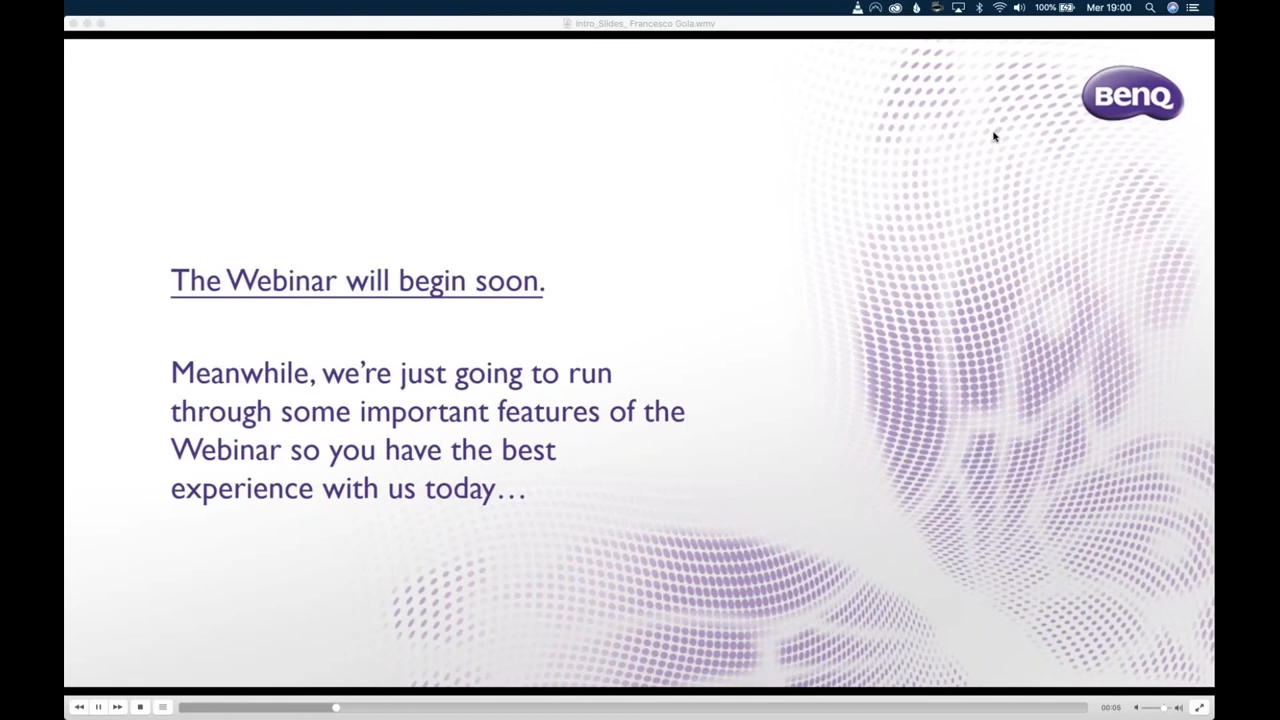 100%
Mer 19:00
Intro_Slides_ Francesco Gola.wmv
BenQ
The Webinar will begin soon.
Meanwhile, we’re just going to run
through some important features of the
Webinar so you have the best
experience with us today…
00:05